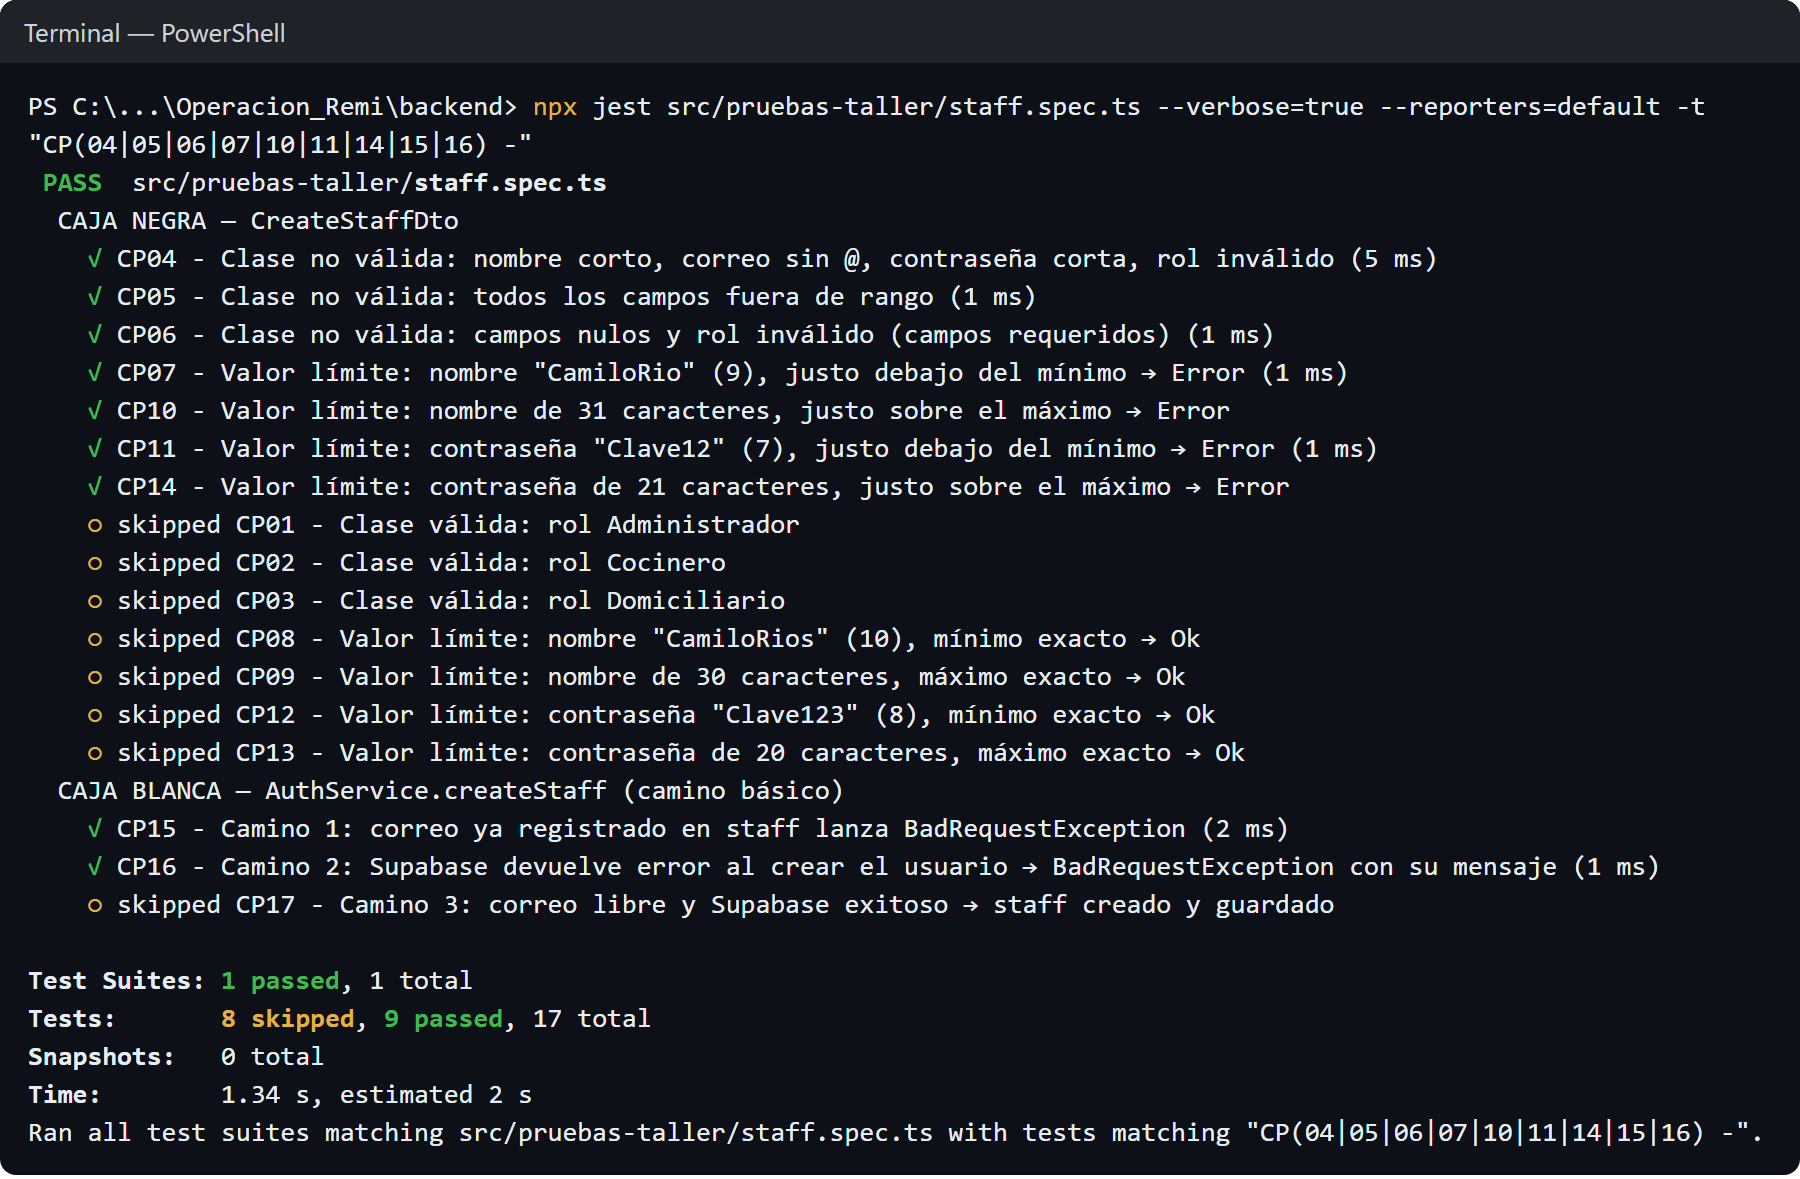 Terminal — PowerShell
PS C:\...\Operacion_Remi\backend> npx jest src/pruebas-taller/staff.spec.ts --verbose=true --reporters=default -t
"CP(04|05|06|07|10|11|14|15|16) -"
PASS src/pruebas-taller/staff.spec.ts
CAJA NEGRA — CreateStaffDto
√ CP04 - Clase no válida: nombre corto, correo sin @, contraseña corta, rol inválido (5 ms)
√ CP05 - Clase no válida: todos los campos fuera de rango (1 ms)
√ CP06 - Clase no válida: campos nulos y rol inválido (campos requeridos) (1 ms)
√ CP07 - Valor límite: nombre "CamiloRio" (9), justo debajo del mínimo → Error (1 ms)
√ CP10 - Valor límite: nombre de 31 caracteres, justo sobre el máximo → Error
√ CP11 - Valor límite: contraseña "Clave12" (7), justo debajo del mínimo → Error (1 ms)
√ CP14 - Valor límite: contraseña de 21 caracteres, justo sobre el máximo → Error
○ skipped CP01 - Clase válida: rol Administrador
○ skipped CP02 - Clase válida: rol Cocinero
○ skipped CP03 - Clase válida: rol Domiciliario
○ skipped CP08 - Valor límite: nombre "CamiloRios" (10), mínimo exacto → Ok
○ skipped CP09 - Valor límite: nombre de 30 caracteres, máximo exacto → Ok
○ skipped CP12 - Valor límite: contraseña "Clave123" (8), mínimo exacto → Ok
○ skipped CP13 - Valor límite: contraseña de 20 caracteres, máximo exacto → Ok
CAJA BLANCA — AuthService.createStaff (camino básico)
√ CP15 - Camino 1: correo ya registrado en staff lanza BadRequestException (2 ms)
√ CP16 - Camino 2: Supabase devuelve error al crear el usuario → BadRequestException con su mensaje (1 ms)
○ skipped CP17 - Camino 3: correo libre y Supabase exitoso → staff creado y guardado
Test Suites: 1 passed, 1 total
Tests: 8 skipped, 9 passed, 17 total
Snapshots: 0 total
Time: 1.34 s, estimated 2 s
Ran all test suites matching src/pruebas-taller/staff.spec.ts with tests matching "CP(04|05|06|07|10|11|14|15|16) -".